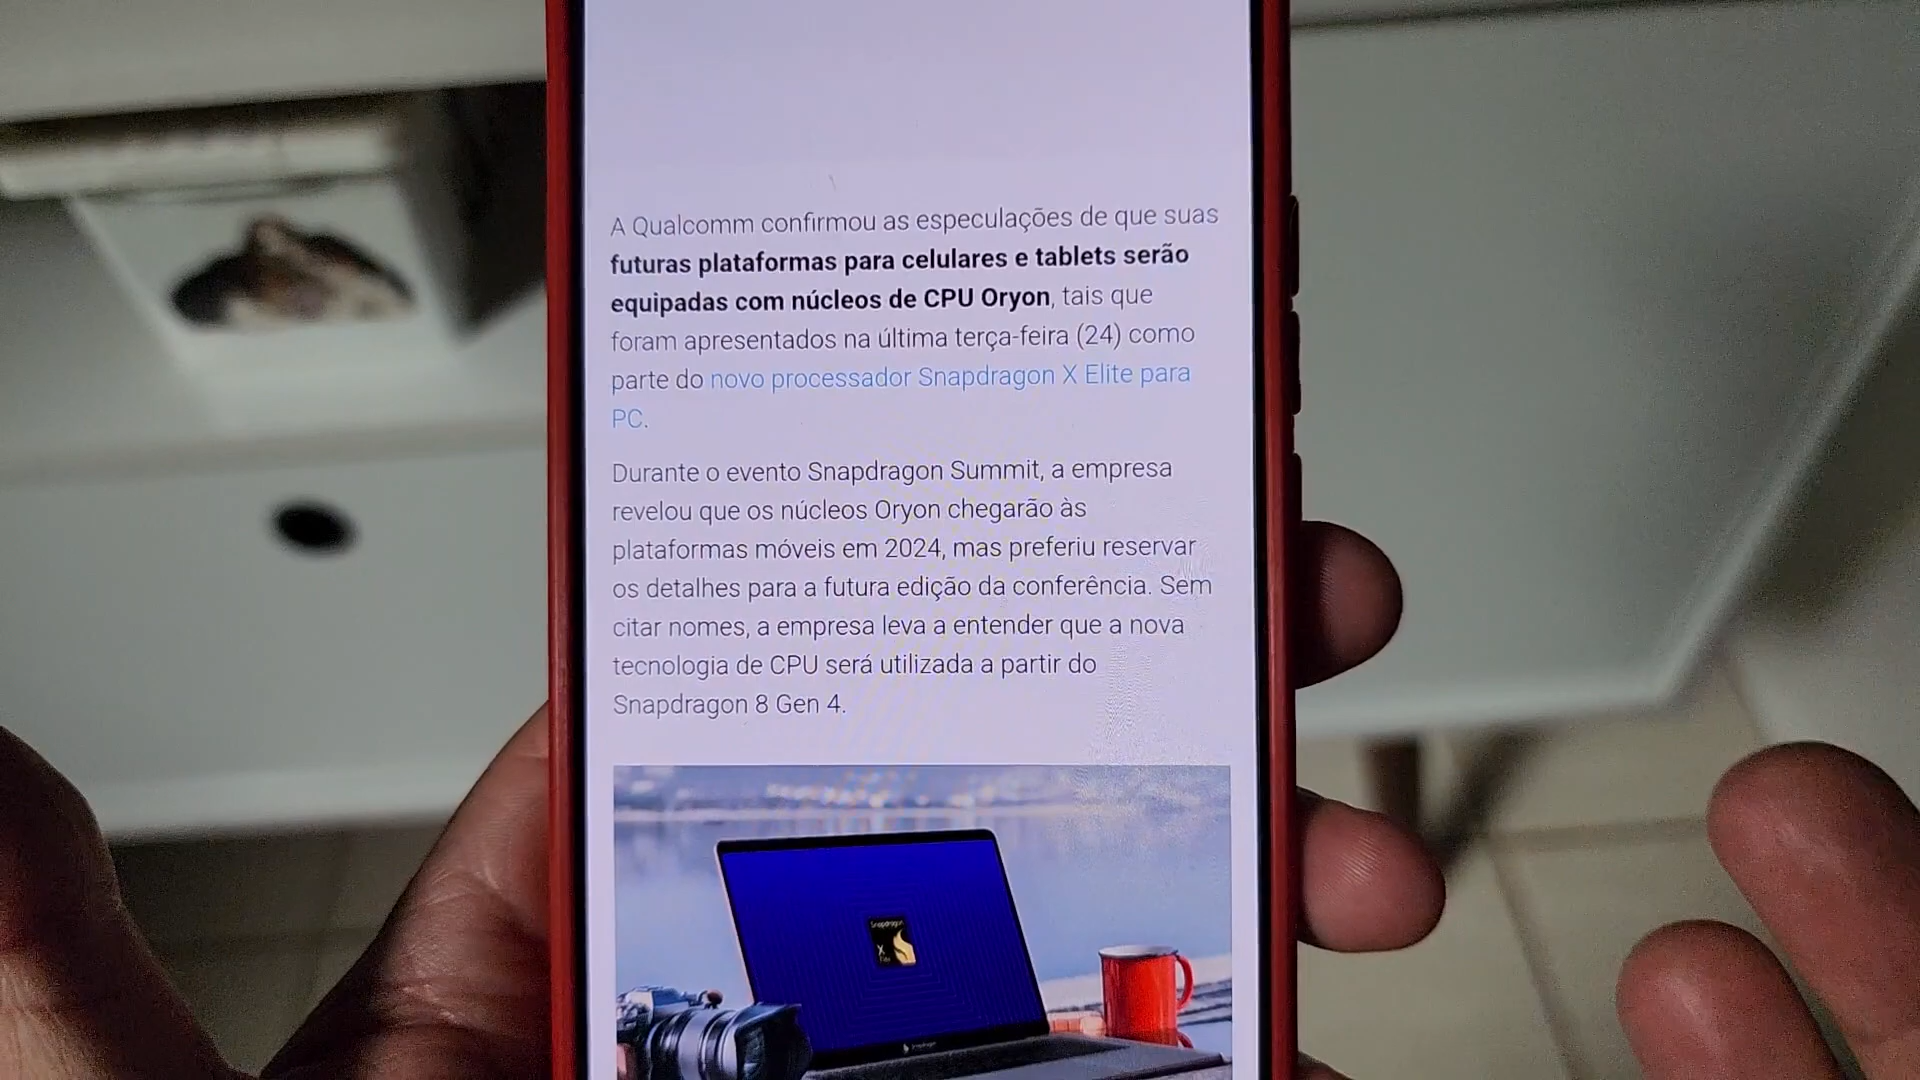 A Qualcomm confirmou as especulações de que suas
futuras plataformas para celulares e tablets serão
equipadas com núcleos de CPU Oryon, tais que
foram apresentados na última terça-feira (24) como
parte do novo processador Snapdragon X Elite para
PC.
Durante o evento Snapdragon Summit, a empresa
revelou que os núcleos Oryon chegarão às
plataformas móveis em 2024, mas preferiu reservar
os detalhes para a futura edição da conferência. Sem
citar nomes, a empresa leva a entender que a nova
tecnologia de CPU será utilizada a partir do
Snapdragon 8 Gen 4.
Snapdragon
X
Elite
Snapdragon